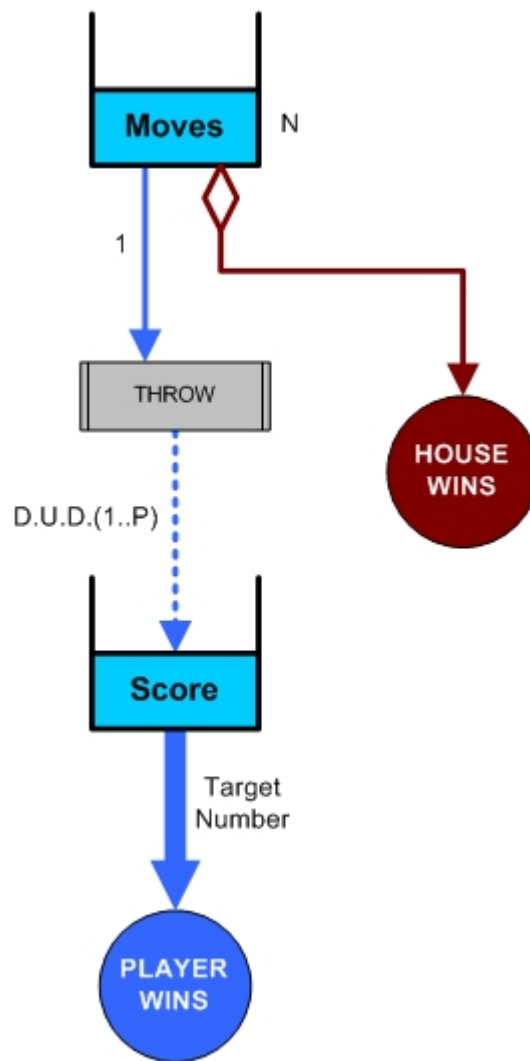 Moves
N
1
THROW
HOUSE
WINS
D.U.D.(1..P)
Score
Target
Number
PLAYER
WINS